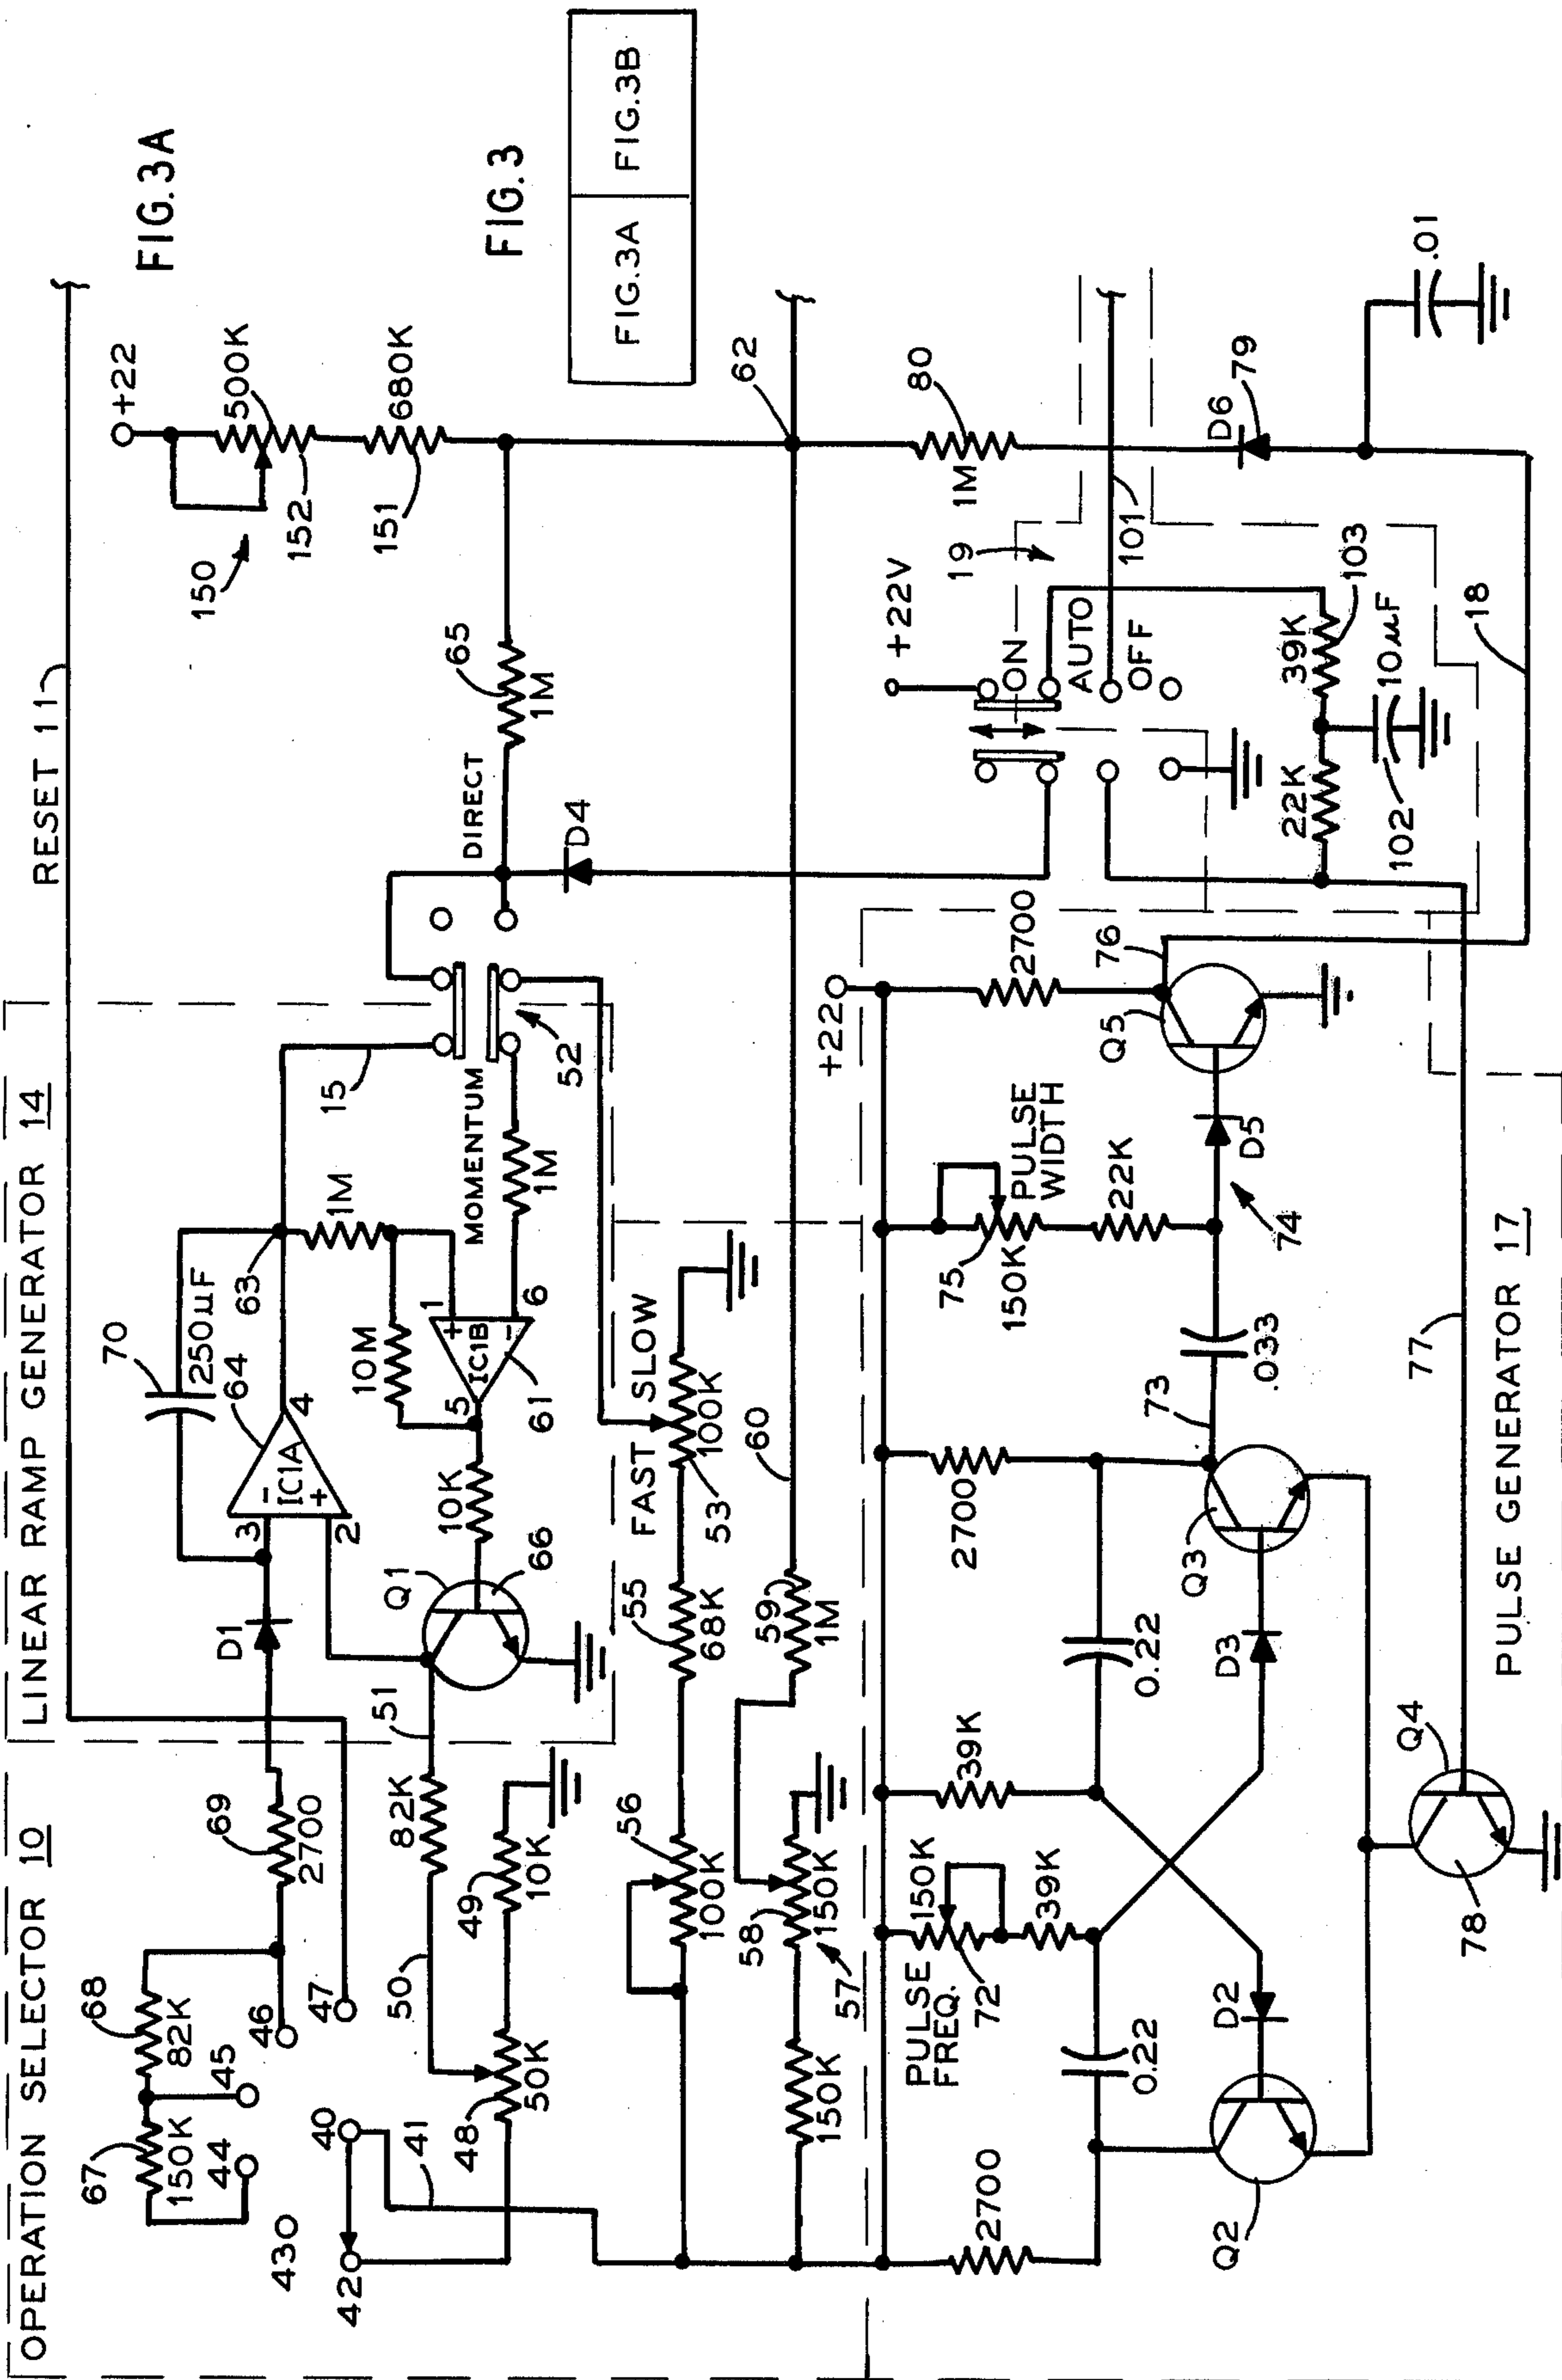 FIG.3A
FIG.3
FIG.3A FIG.3B
OPERATION SELECTOR 10
LINEAR RAMP GENERATOR 14
RESET 11
67
150K
68
82K
44
45
46
47
430
42
40
41
69
2700
D1
3
2
IC1A
-
+
4
64
70
250µF
63
1M
15
10M
1
+
6
-
IC1B
5
61
10K
Q1
66
51
82K
50
48
50K
49
10K
MOMENTUM
1M
52
DIRECT
D4
65
1M
+22
500K
152
150
680K
151
62
FAST SLOW
53
100K
55
68K
56
100K
57
58
150K
150K
59
1M
60
80
1M
D6
79
.01
19
101
+22V
ON
AUTO
OFF
39K
103
22K
10µF
102
18
+22
2700
76
Q5
PULSE
WIDTH
75
150K
22K
D5
74
.033
73
2700
Q3
D3
0.22
39K
PULSE
FREQ.
72
150K
39K
0.22
D2
Q2
2700
Q4
78
77
PULSE GENERATOR 17